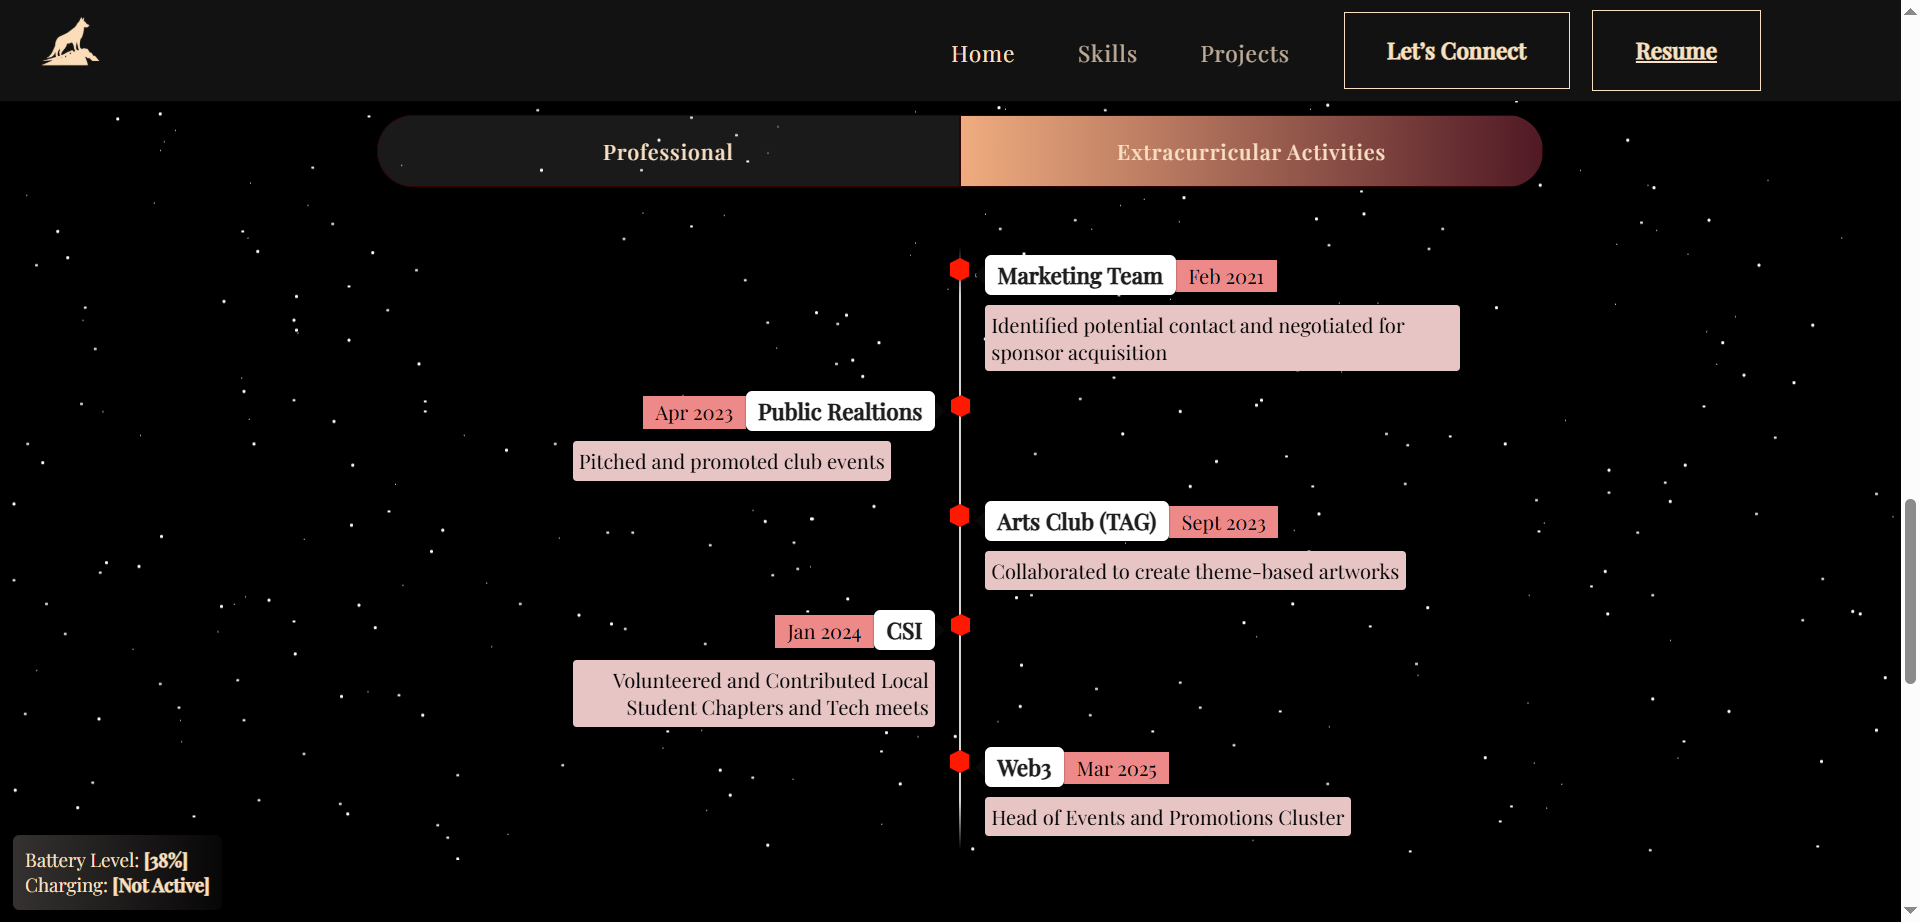 Home Skills Projects Let's Connect Resume
Professional Extracurricular Activities
Marketing Team Feb 2021
Identified potential contact and negotiated for
sponsor acquisition
Apr 2023 Public Realtions
Pitched and promoted club events
Arts Club (TAG) Sept 2023
Collaborated to create theme-based artworks
Jan 2024 CSI
Volunteered and Contributed Local
Student Chapters and Tech meets
Web3 Mar 2025
Head of Events and Promotions Cluster
Battery Level: [38%]
Charging: [Not Active]